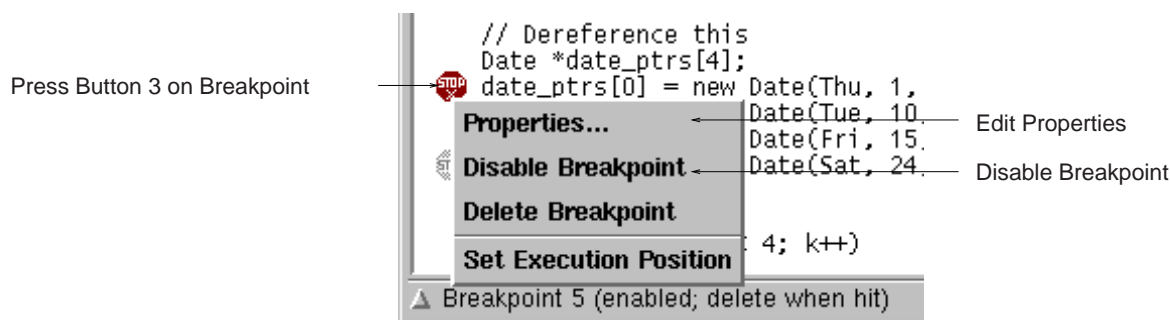 // Dereference this
Date *date_ptrs[4];
Press Button 3 on Breakpoint
STOP date_ptrs[0] = new Date(Thu, 1,
Properties... Date(Tue, 10,
Edit Properties
Date(Fri, 15,
ST Disable Breakpoint Date(Sat, 24,
Disable Breakpoint
Delete Breakpoint
4; k++)
Set Execution Position
Breakpoint 5 (enabled; delete when hit)